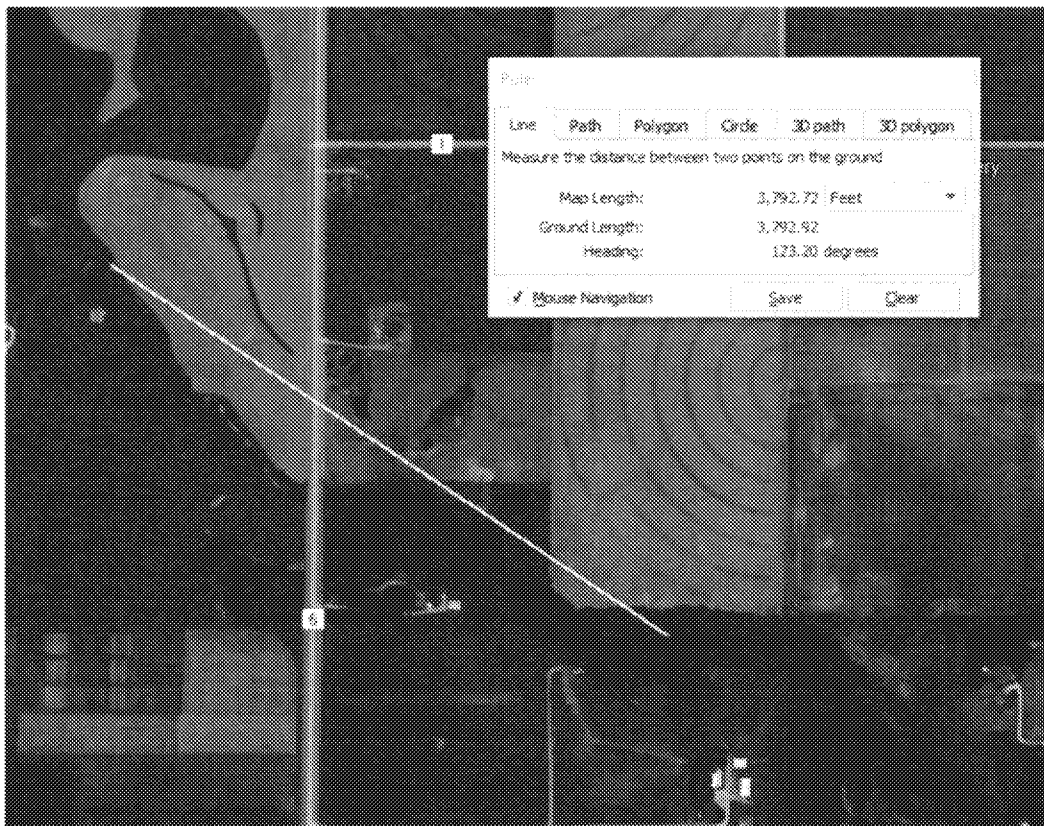 Ruler
Line Path Polygon Circle 3D path 3D polygon
Measure the distance between two points on the ground
Map Length: 3,792.72 Feet
Ground Length: 3,792.92
Heading: 123.20 degrees
Mouse Navigation Save Clear
6